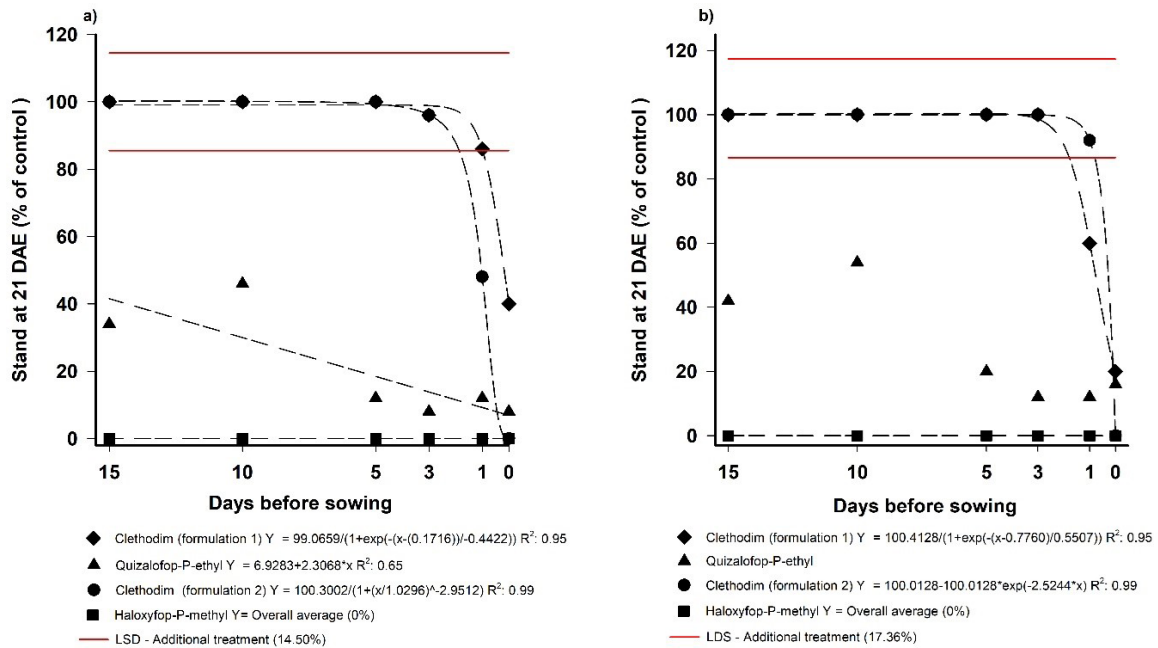 a)
Stand at 21 DAE (% of control )
120
100
80
60
40
20
0
15 10 5 3 1 0
Days before sowing
Clethodim (formulation 1) Y = 99.0659/(1+exp(-(x-(0.1716))/-0.4422)) R²: 0.95
Quizalofop-P-ethyl Y = 6.9283+2.3068*x R²: 0.65
Clethodim (formulation 2) Y = 100.3002/(1+(x/1.0296)^-2.9512) R²: 0.99
Haloxyfop-P-methyl Y= Overall average (0%)
LSD - Additional treatment (14.50%)
b)
Stand at 21 DAE (% of control )
120
100
80
60
40
20
0
15 10 5 3 1 0
Days before sowing
Clethodim (formulation 1) Y = 100.4128/(1+exp(-(x-0.7760)/0.5507)) R²: 0.95
Quizalofop-P-ethyl
Clethodim (formulation 2) Y = 100.0128-100.0128*exp(-2.5244*x) R²: 0.99
Haloxyfop-P-methyl Y= Overall average (0%)
LDS - Additional treatment (17.36%)